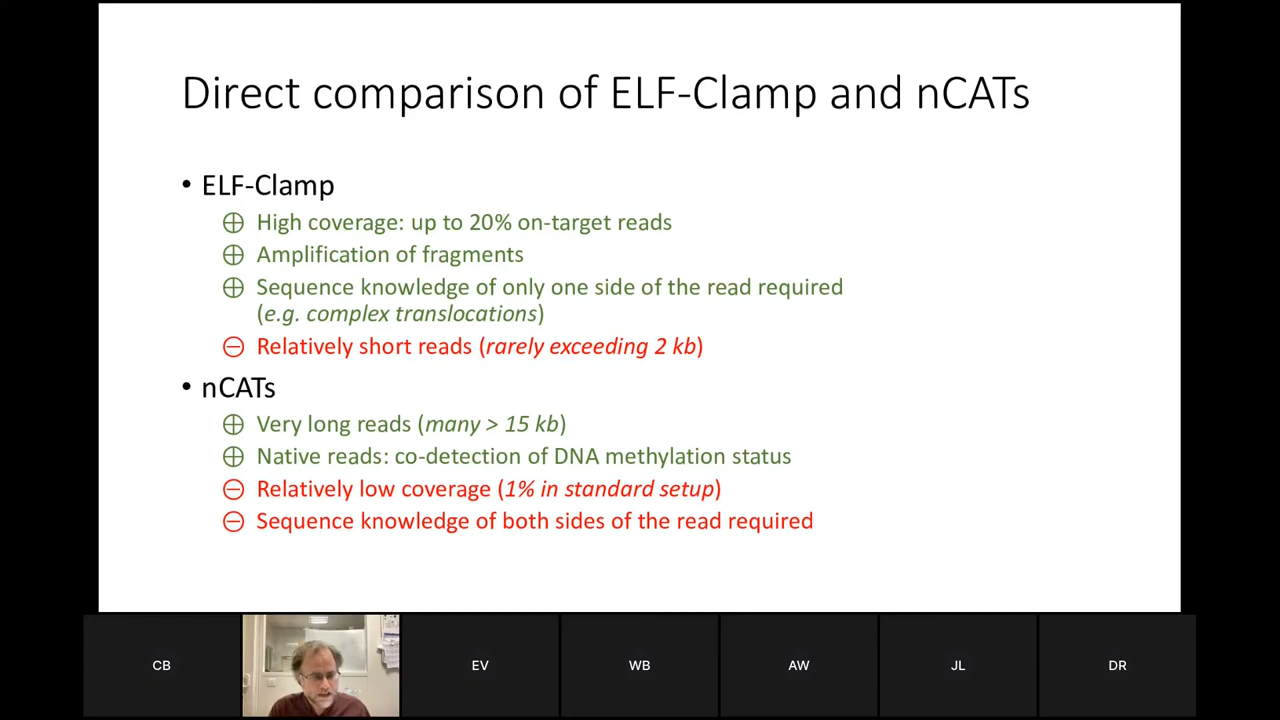 Direct comparison of ELF-Clamp and nCATs
• ELF-Clamp
⊕ High coverage: up to 20% on-target reads
⊕ Amplification of fragments
⊕ Sequence knowledge of only one side of the read required
(e.g. complex translocations)
⊖ Relatively short reads (rarely exceeding 2 kb)
• nCATs
⊕ Very long reads (many > 15 kb)
⊕ Native reads: co-detection of DNA methylation status
⊖ Relatively low coverage (1% in standard setup)
⊖ Sequence knowledge of both sides of the read required
CB
EV
WB
AW
JL
DR